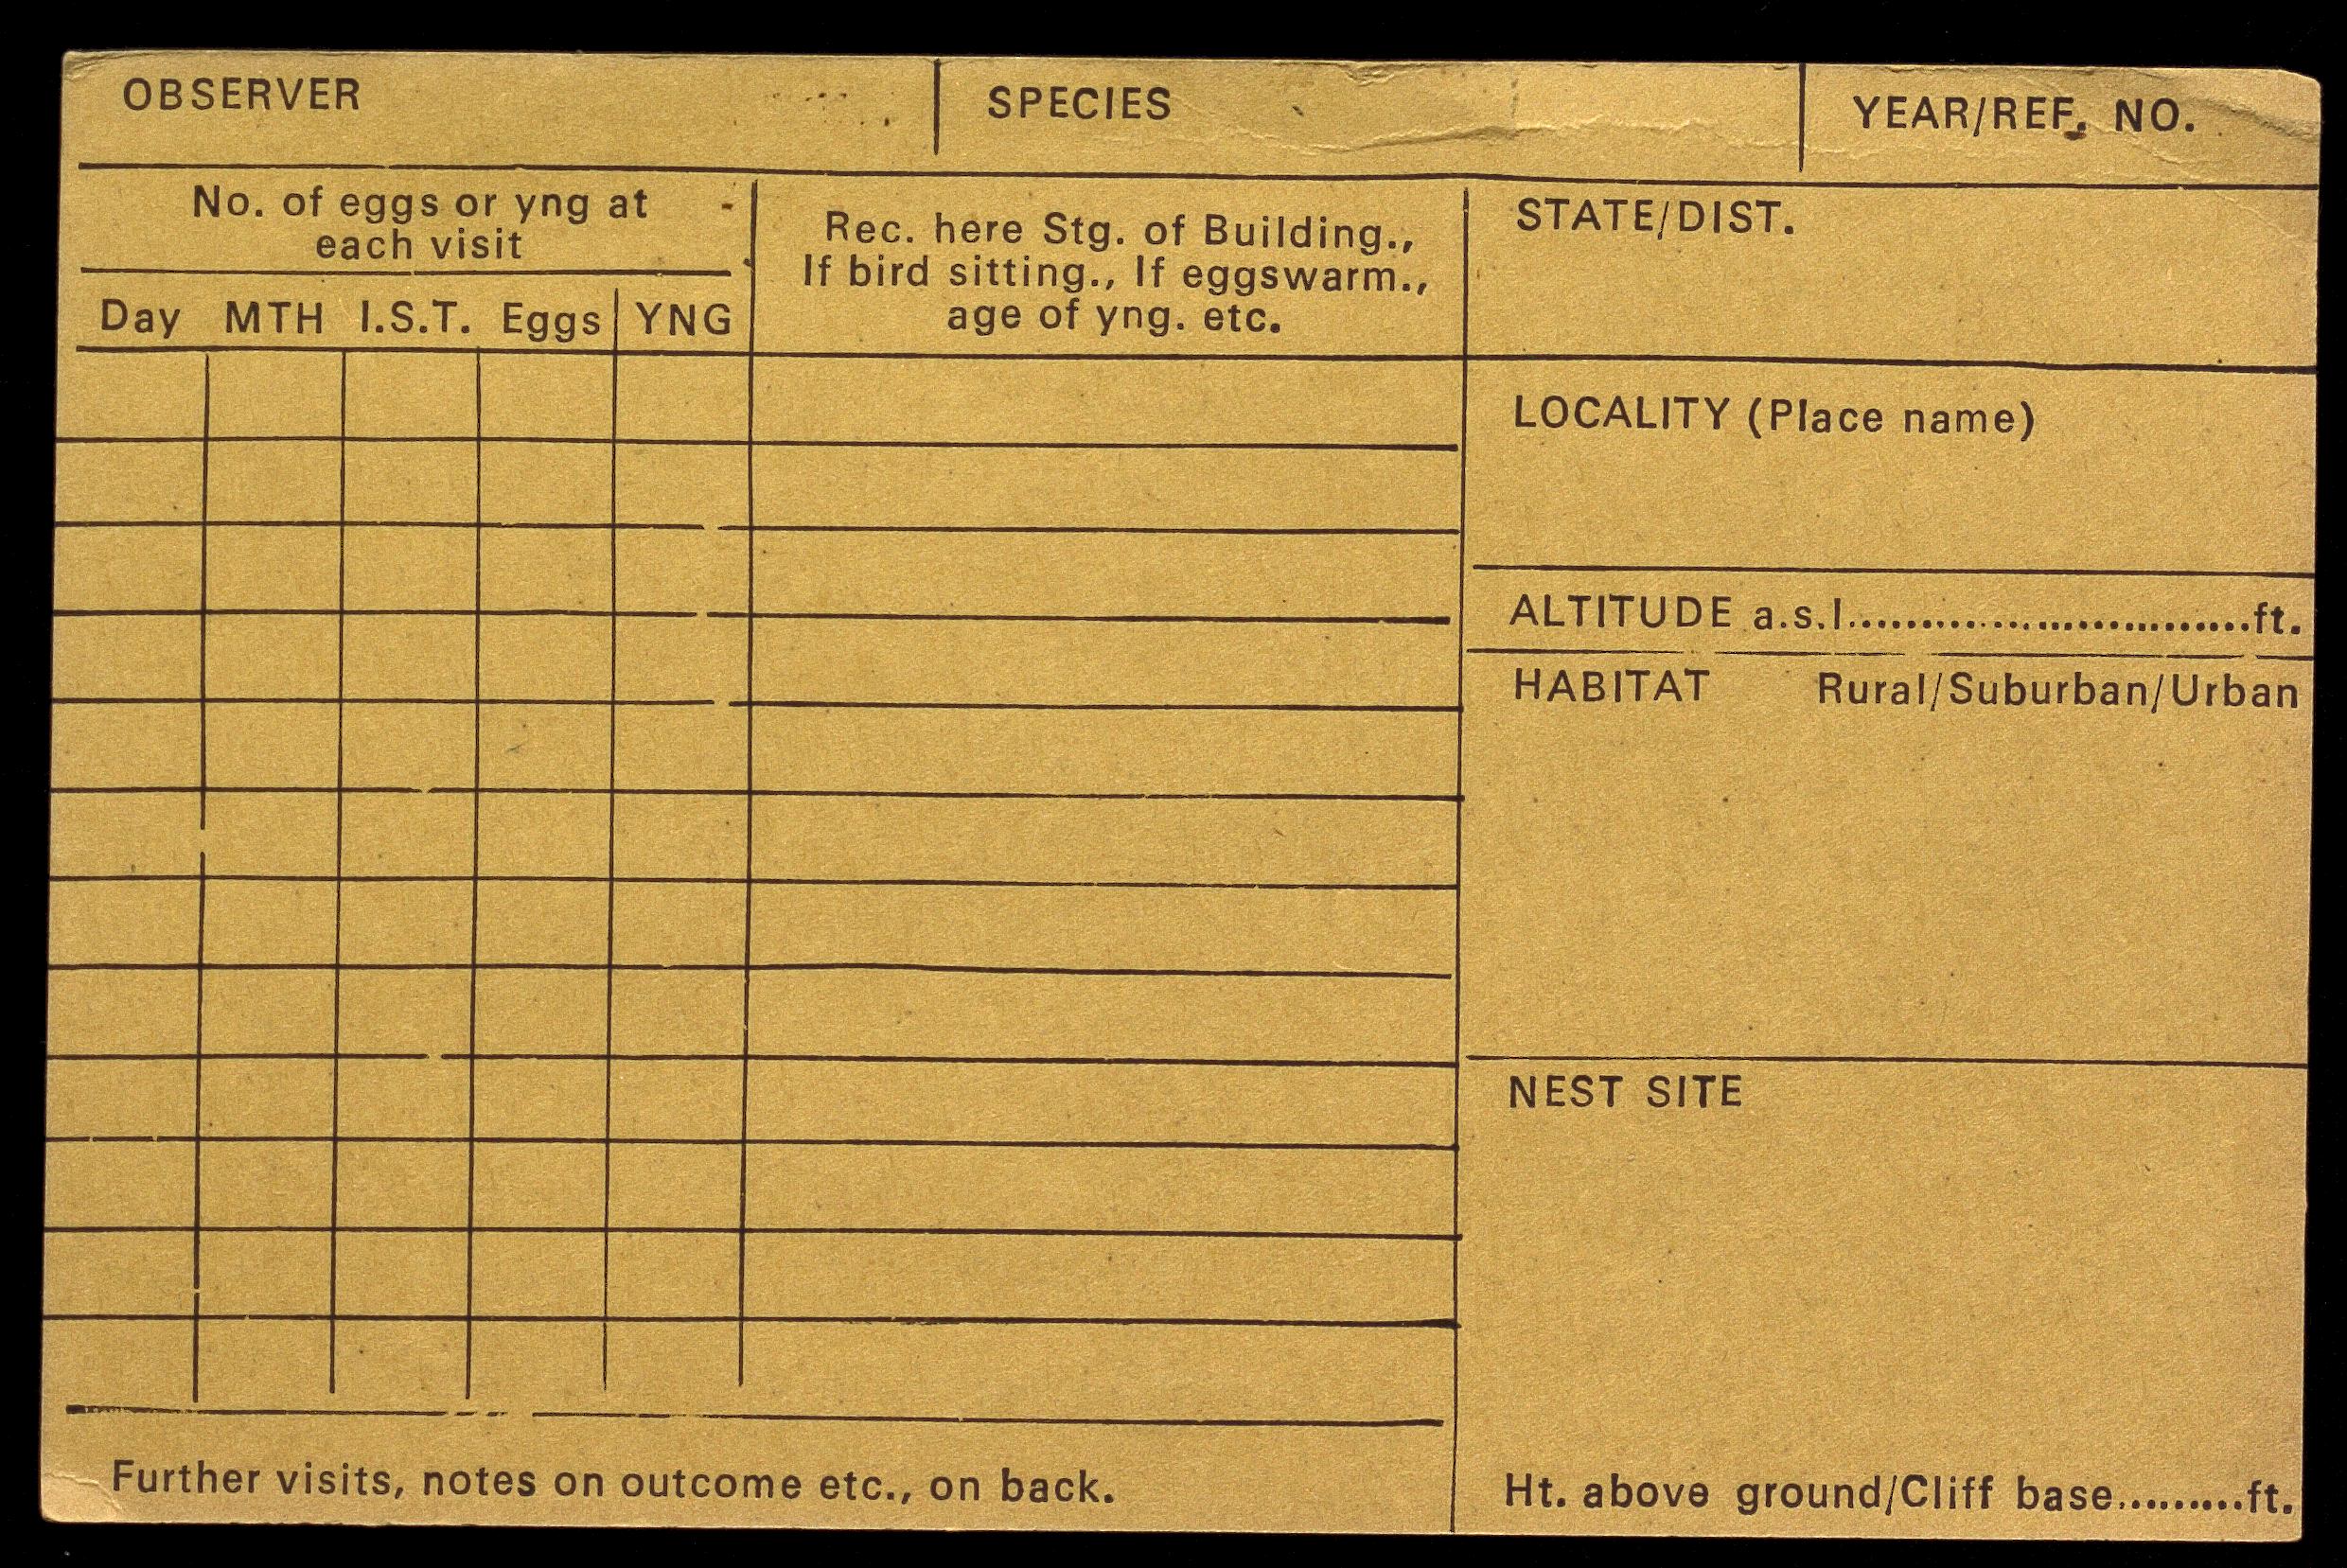 OBSERVER
SPECIES
YEAR/REF. NO.
No. of eggs or yng at
each visit
Day MTH I.S.T. Eggs YNG
Rec. here Stg. of Building.,
If bird sitting., If eggswarm.,
age of yng. etc.
STATE/DIST.
LOCALITY (Place name)
ALTITUDE a.s.l..............................ft.
HABITAT Rural/Suburban/Urban
NEST SITE
Ht. above ground/Cliff base..........ft.
Further visits, notes on outcome etc., on back.